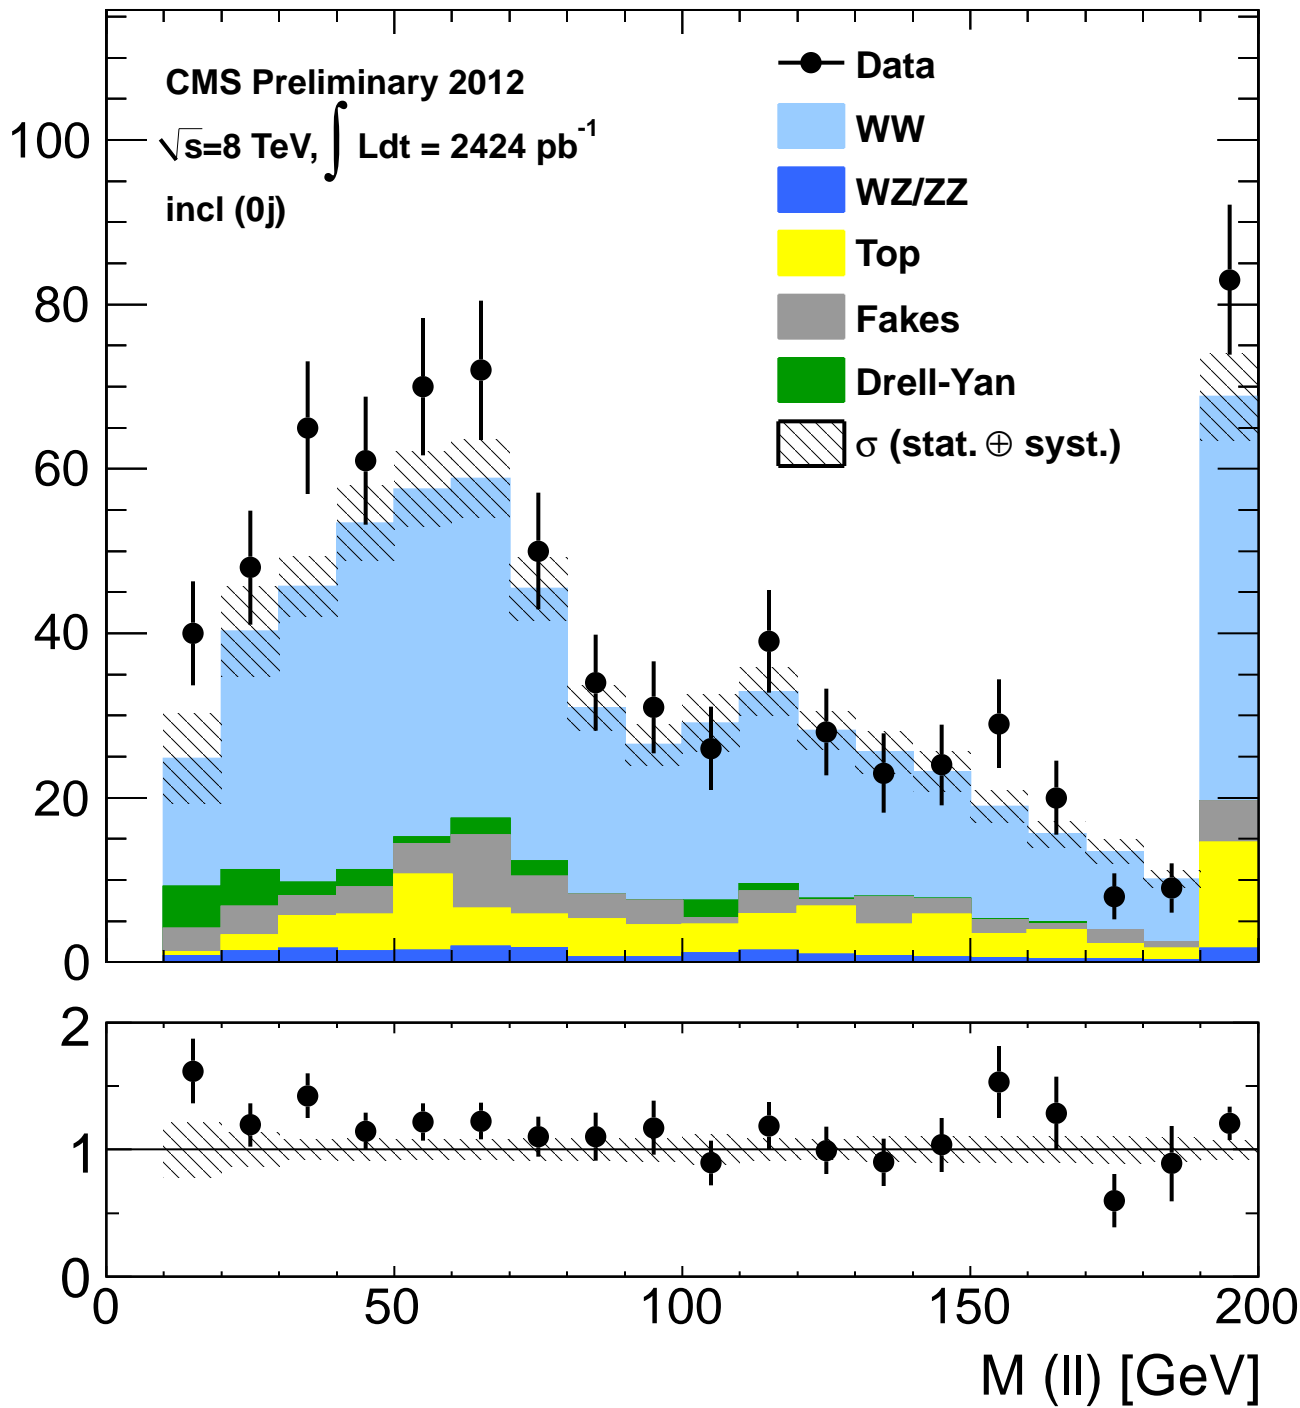 CMS Preliminary 2012
√s=8 TeV, ∫ Ldt = 2424 pb⁻¹
incl (0j)
Data
WW
WZ/ZZ
Top
Fakes
Drell-Yan
σ (stat. ⊕ syst.)
100
80
60
40
20
0
2
1
0
0 50 100 150 200
M (ll) [GeV]